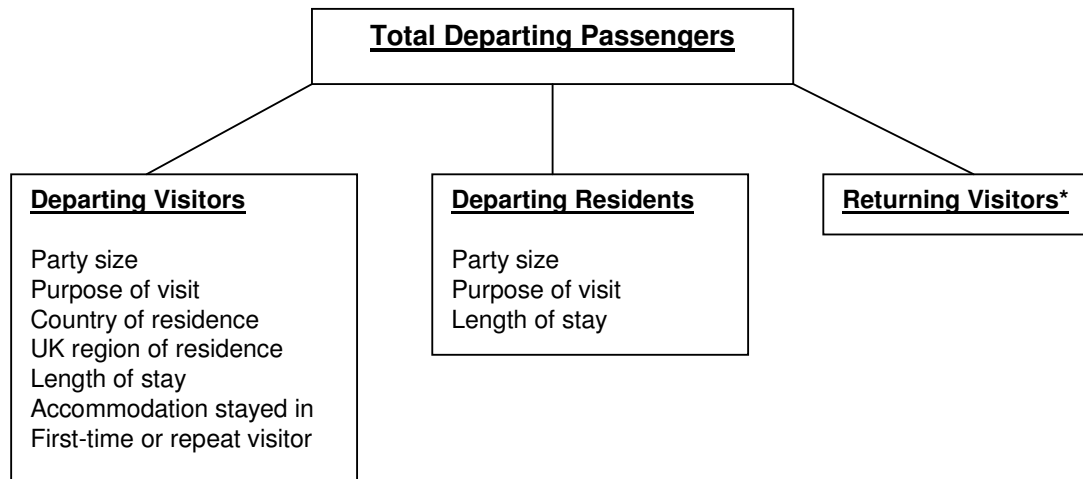 Total Departing Passengers
Departing Visitors
Party size
Purpose of visit
Country of residence
UK region of residence
Length of stay
Accommodation stayed in
First-time or repeat visitor
Departing Residents
Party size
Purpose of visit
Length of stay
Returning Visitors*